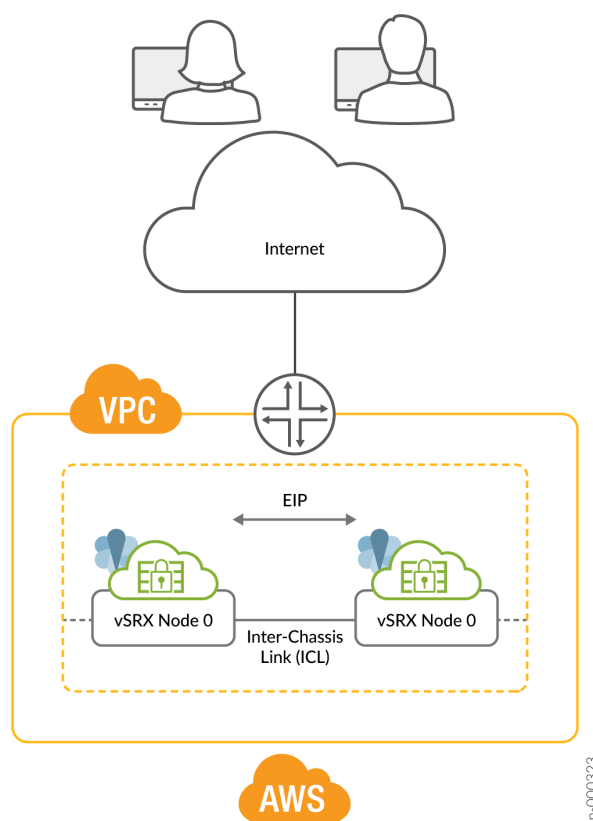 Internet
VPC
EIP
vSRX Node 0
vSRX Node 0
Inter-Chassis
Link (ICL)
AWS